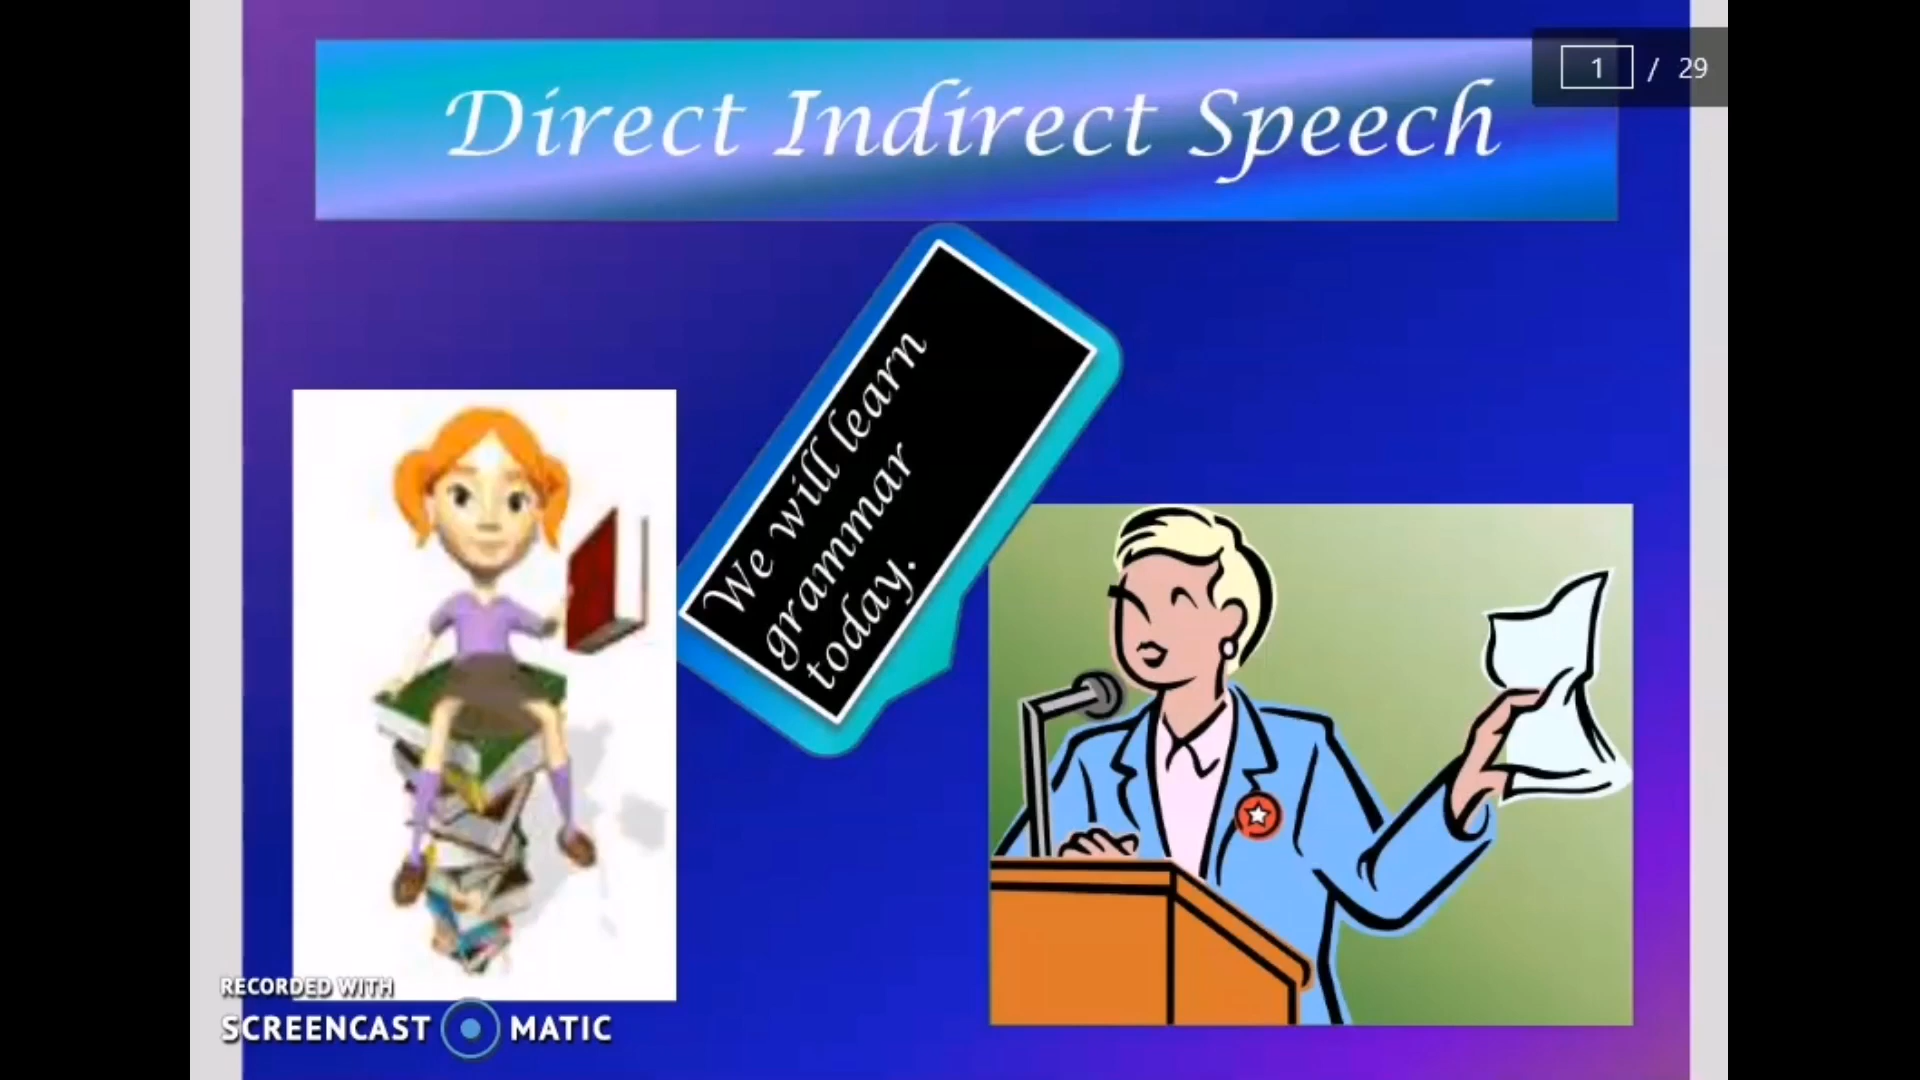 Direct Indirect Speech
1 / 29
We will learn
grammar
today.
RECORDED WITH
SCREENCAST MATIC